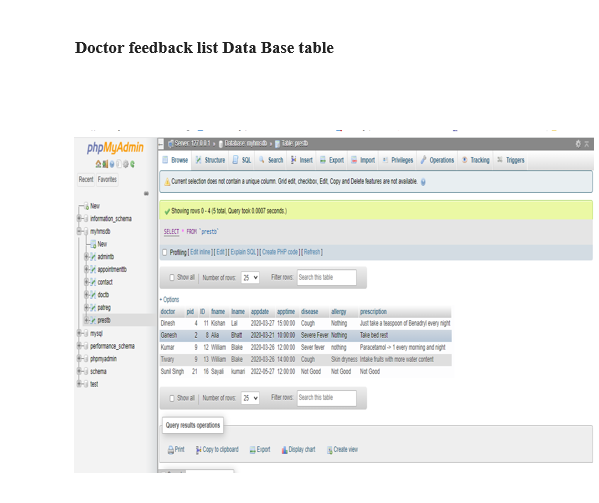 Doctor feedback list Data Base table
phpMyAdmin
Recent Favorites
New
information_schema
myhmsdb
New
admintb
appointmenttb
contact
doctb
patreg
prestb
mysql
performance_schema
phpmyadmin
schema
test
Server: 127.0.0.1 » Database: myhmsdb » Table: prestb
Browse Structure SQL Search Insert Export Import Privileges Operations Tracking Triggers
Current selection does not contain a unique column. Grid edit, checkbox, Edit, Copy and Delete features are not available.
Showing rows 0 - 4 (5 total, Query took 0.0007 seconds.)
SELECT * FROM `prestb`
Profiling [ Edit inline ] [ Edit ] [ Explain SQL ] [ Create PHP code ] [ Refresh ]
Show all | Number of rows: 25 Filter rows: Search this table
+ Options
doctor pid ID fname lname appdate apptime disease allergy prescription
Dinesh 4 11 Kishan Lal 2020-03-27 15:00:00 Cough Nothing Just take a teaspoon of Benadryl every night
Ganesh 2 8 Alia Bhatt 2020-03-21 10:00:00 Severe Fever Nothing Take bed rest
Kumar 9 12 William Blake 2020-03-26 12:00:00 Sever fever nothing Paracetamol -> 1 every morning and night
Tiwary 9 13 William Blake 2020-03-26 14:00:00 Cough Skin dryness Intake fruits with more water content
Sunil Singh 21 16 Sayali kumari 2022-05-27 12:00:00 Not Good Not Good Not Good
Show all | Number of rows: 25 Filter rows: Search this table
Query results operations
Print Copy to clipboard Export Display chart Create view